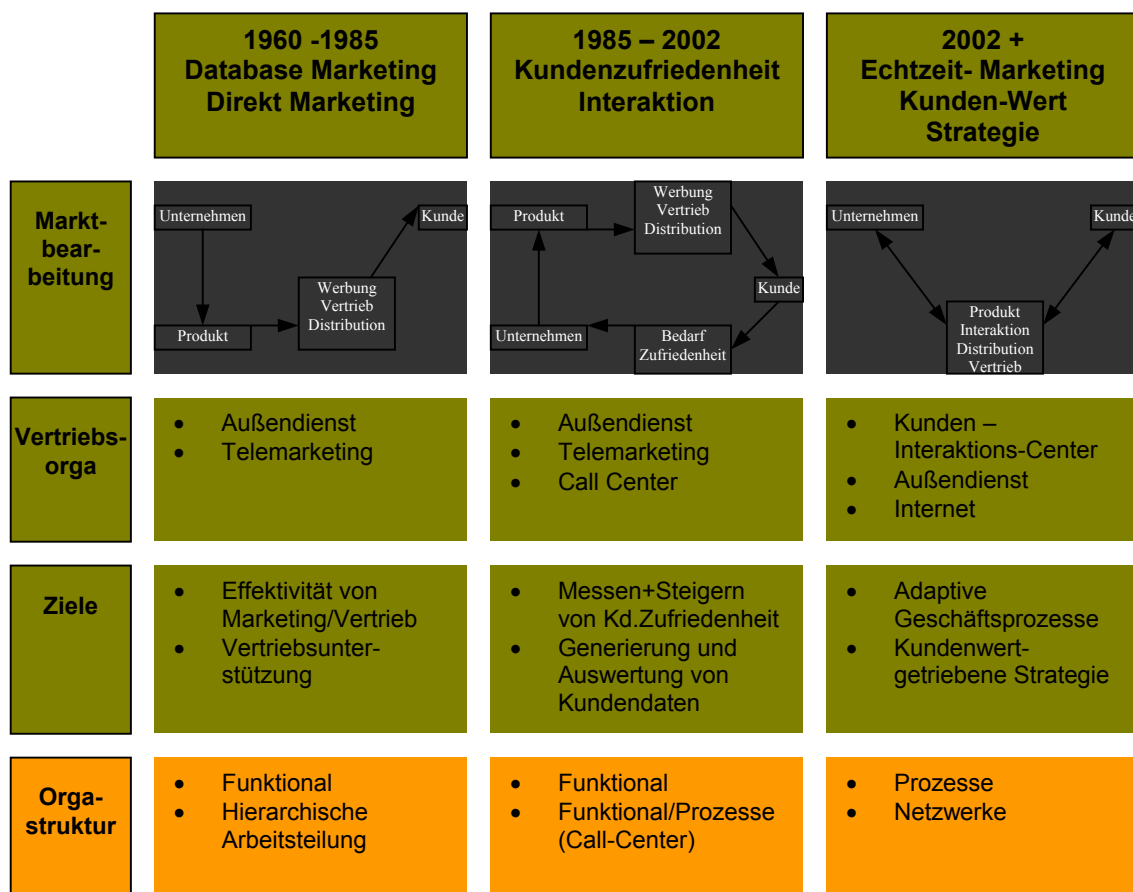 1960 -1985
Database Marketing
Direkt Marketing
1985 – 2002
Kundenzufriedenheit
Interaktion
2002 +
Echtzeit- Marketing
Kunden-Wert
Strategie
Markt-
bear-
beitung
Unternehmen
Kunde
Werbung
Vertrieb
Distribution
Produkt
Werbung
Vertrieb
Distribution
Produkt
Kunde
Unternehmen
Bedarf
Zufriedenheit
Unternehmen
Kunde
Produkt
Interaktion
Distribution
Vertrieb
Vertriebs-
orga
• Außendienst
• Telemarketing
• Außendienst
• Telemarketing
• Call Center
• Kunden –
Interaktions-Center
• Außendienst
• Internet
Ziele
• Effektivität von
Marketing/Vertrieb
• Vertriebsunter-
stützung
• Messen+Steigern
von Kd.Zufriedenheit
• Generierung und
Auswertung von
Kundendaten
• Adaptive
Geschäftsprozesse
• Kundenwert-
getriebene Strategie
Orga-
struktur
• Funktional
• Hierarchische
Arbeitsteilung
• Funktional
• Funktional/Prozesse
(Call-Center)
• Prozesse
• Netzwerke